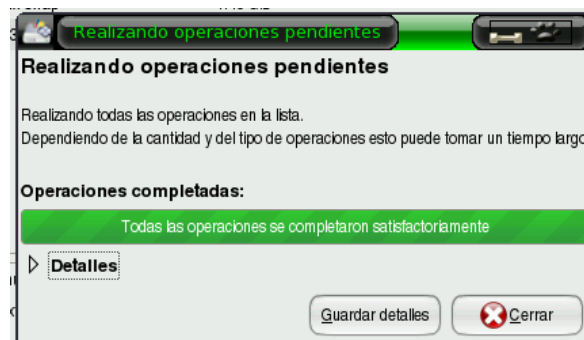 Realizando operaciones pendientes
Realizando operaciones pendientes
Realizando todas las operaciones en la lista.
Dependiendo de la cantidad y del tipo de operaciones esto puede tomar un tiempo largo
Operaciones completadas:
Todas las operaciones se completaron satisfactoriamente
Detalles
Guardar detalles
Cerrar